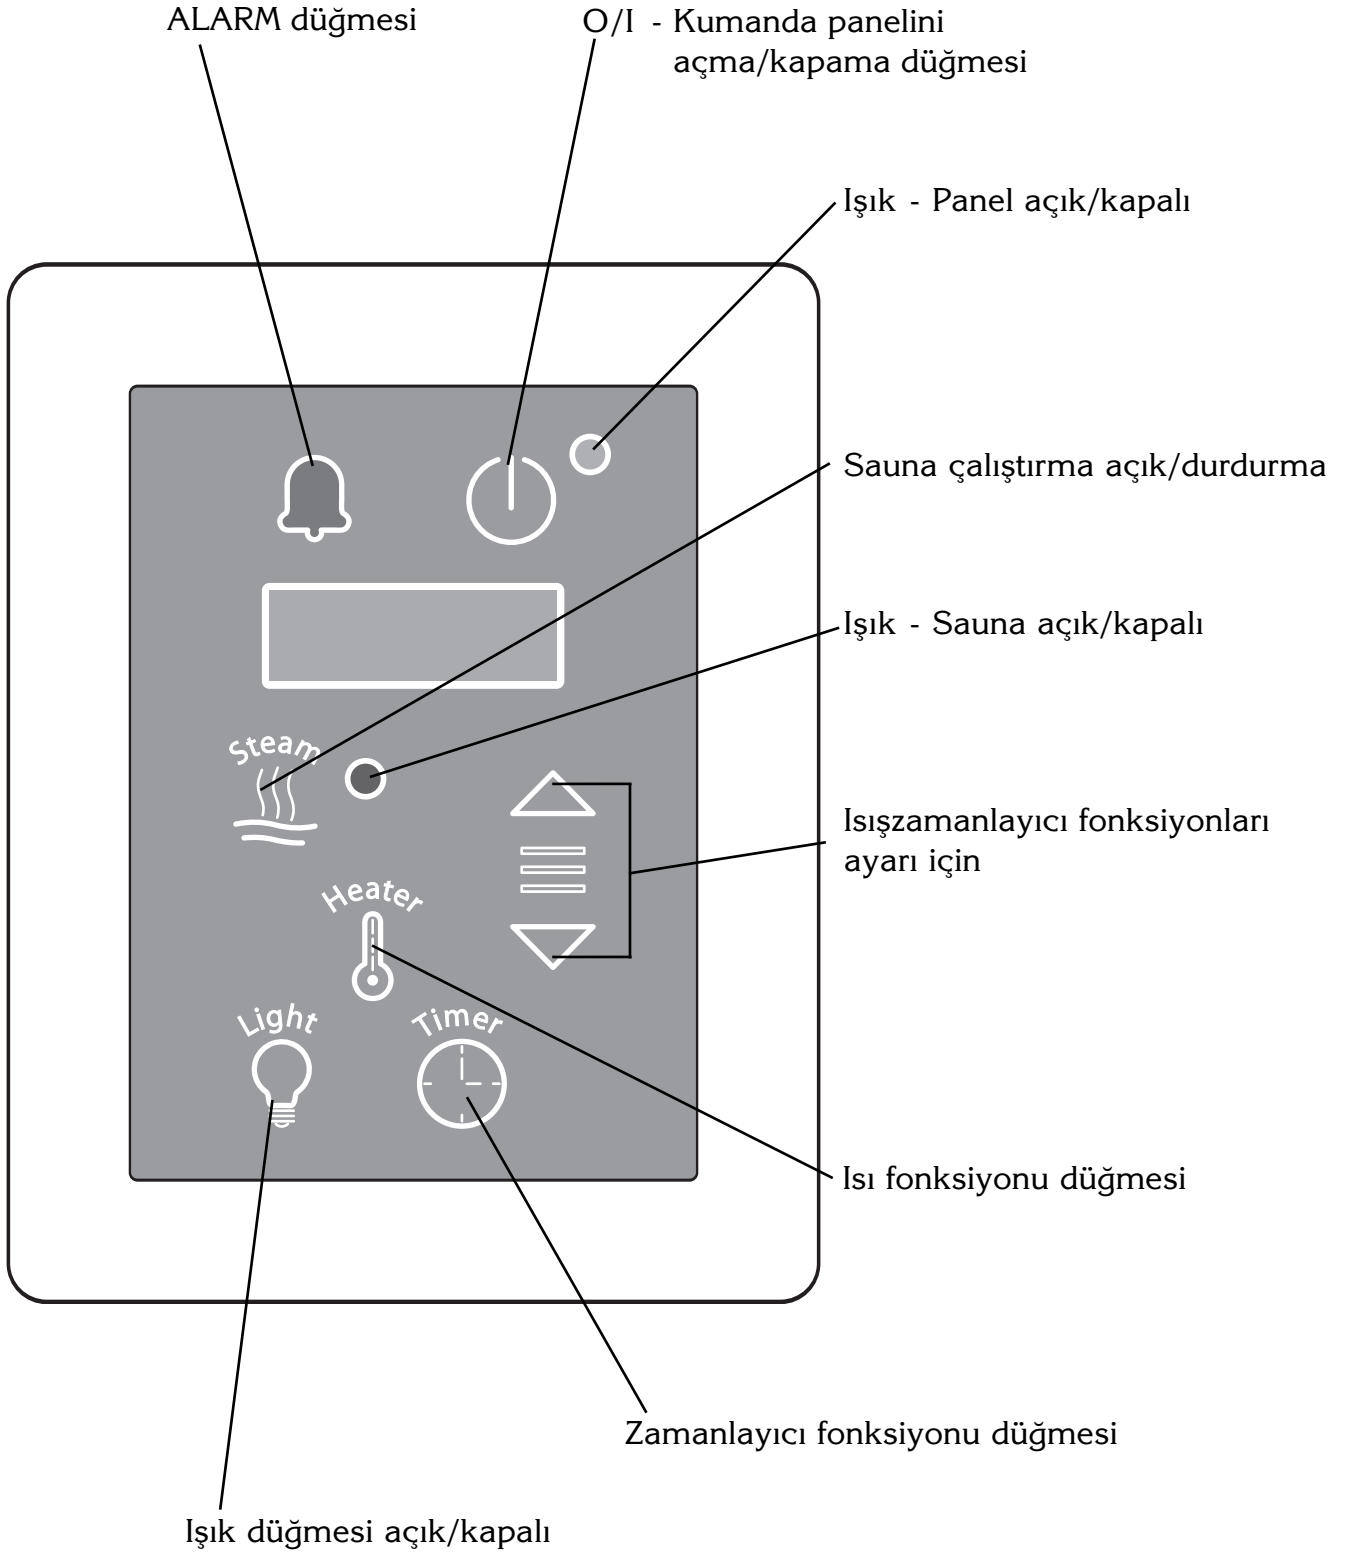 ALARM düğmesi
O/I - Kumanda panelini
açma/kapama düğmesi
Işık - Panel açık/kapalı
Sauna çalıştırma açık/durdurma
Işık - Sauna açık/kapalı
Steam
Isışzamanlayıcı fonksiyonları
ayarı için
Heater
Light
Timer
Isı fonksiyonu düğmesi
Zamanlayıcı fonksiyonu düğmesi
Işık düğmesi açık/kapalı